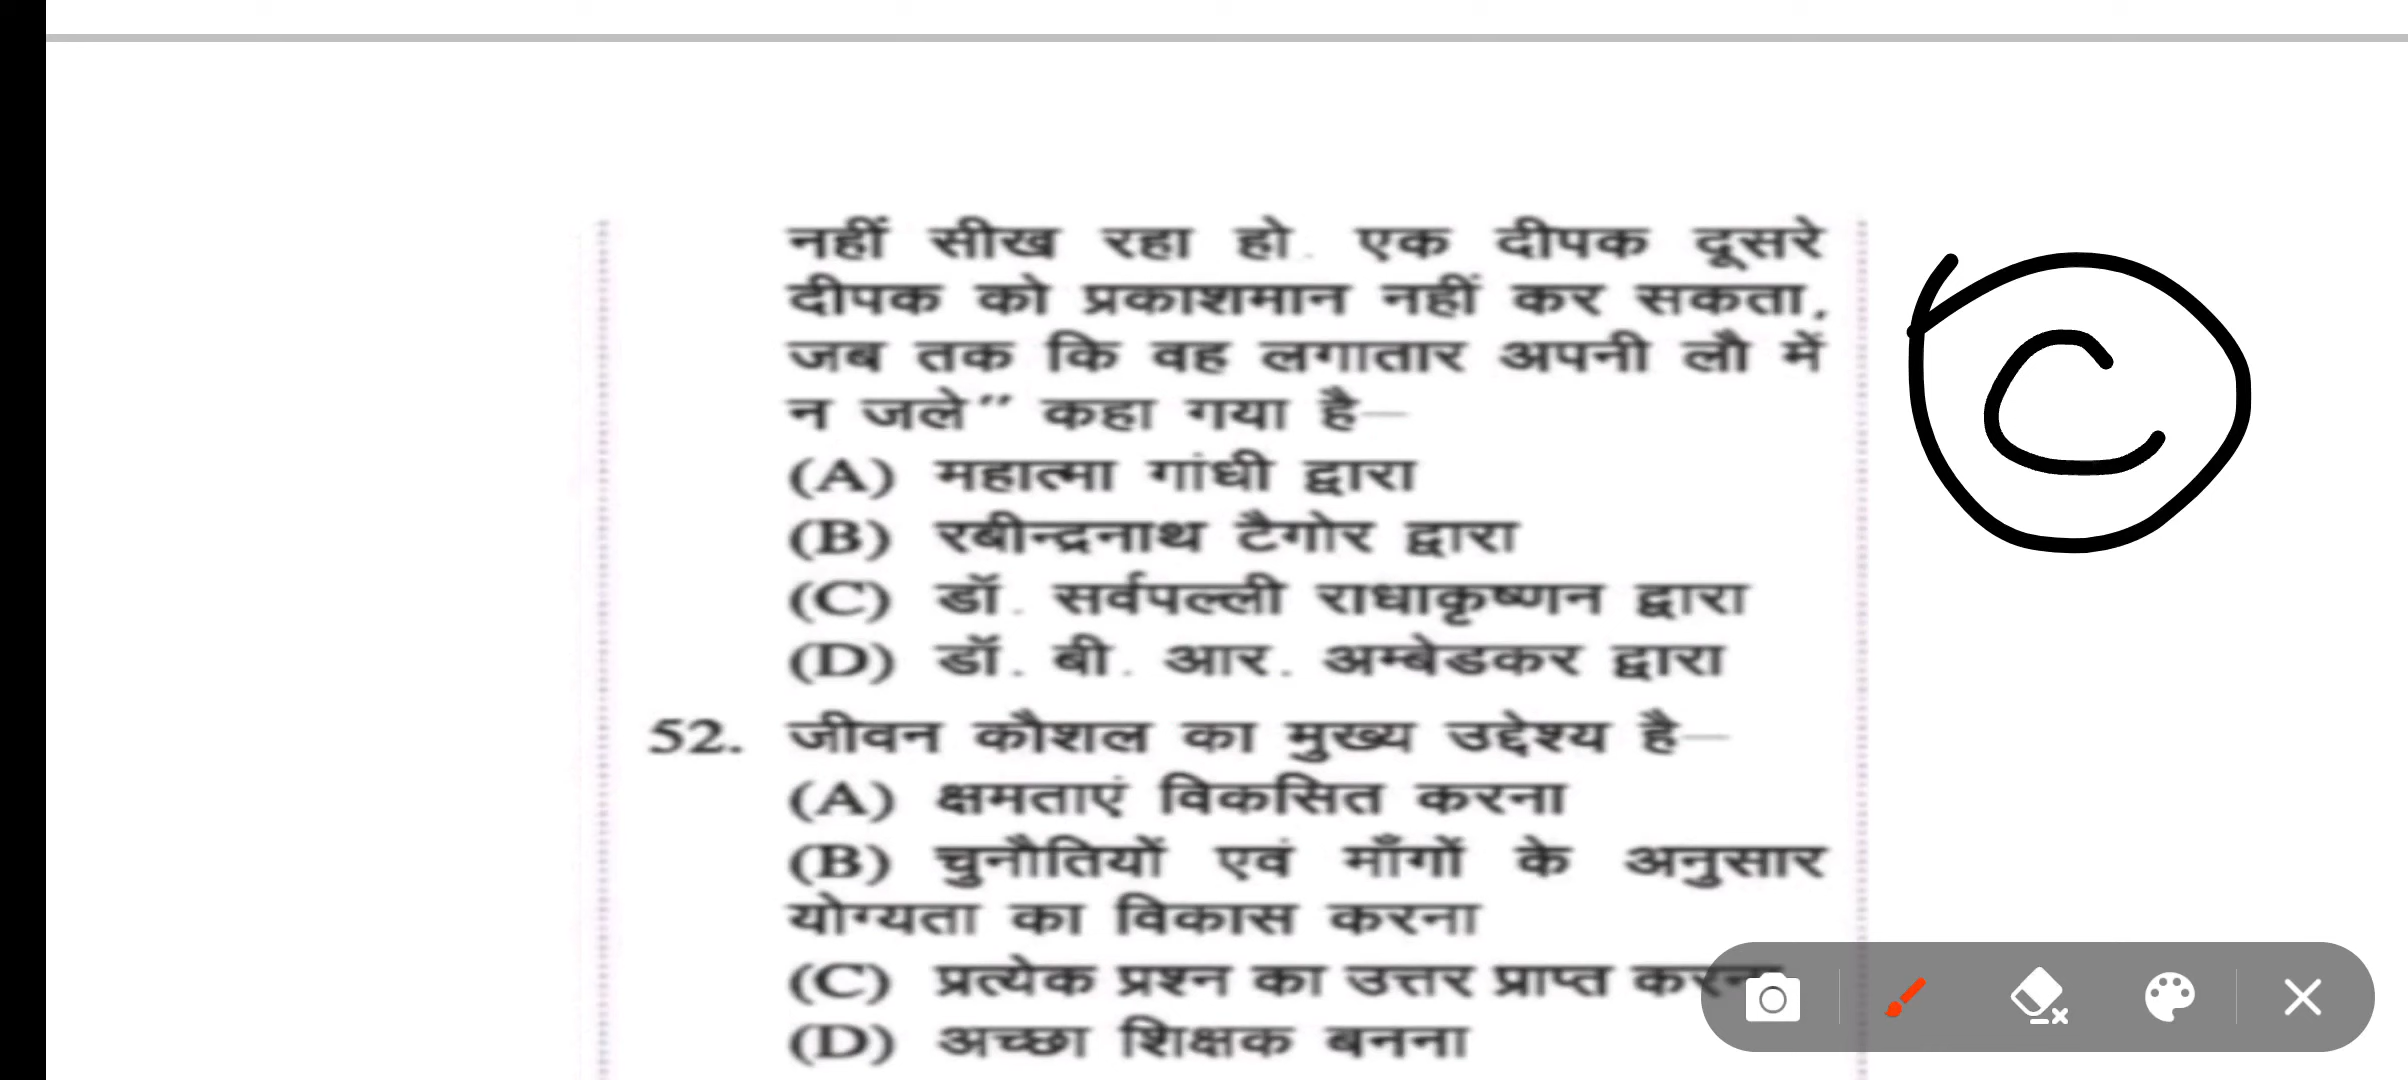 नहीं सीख रहा हो. एक दीपक दूसरे
दीपक को प्रकाशमान नहीं कर सकता,
जब तक कि वह लगातार अपनी लौ में
न जले” कहा गया है—
(A) महात्मा गांधी द्वारा
(B) रबीन्द्रनाथ टैगोर द्वारा
(C) डॉ. सर्वपल्ली राधाकृष्णन द्वारा
(D) डॉ. बी. आर. अम्बेडकर द्वारा
C
52. जीवन कौशल का मुख्य उद्देश्य है—
(A) क्षमताएं विकसित करना
(B) चुनौतियों एवं माँगों के अनुसार
योग्यता का विकास करना
(C) प्रत्येक प्रश्न का उत्तर प्राप्त करना
(D) अच्छा शिक्षक बनना